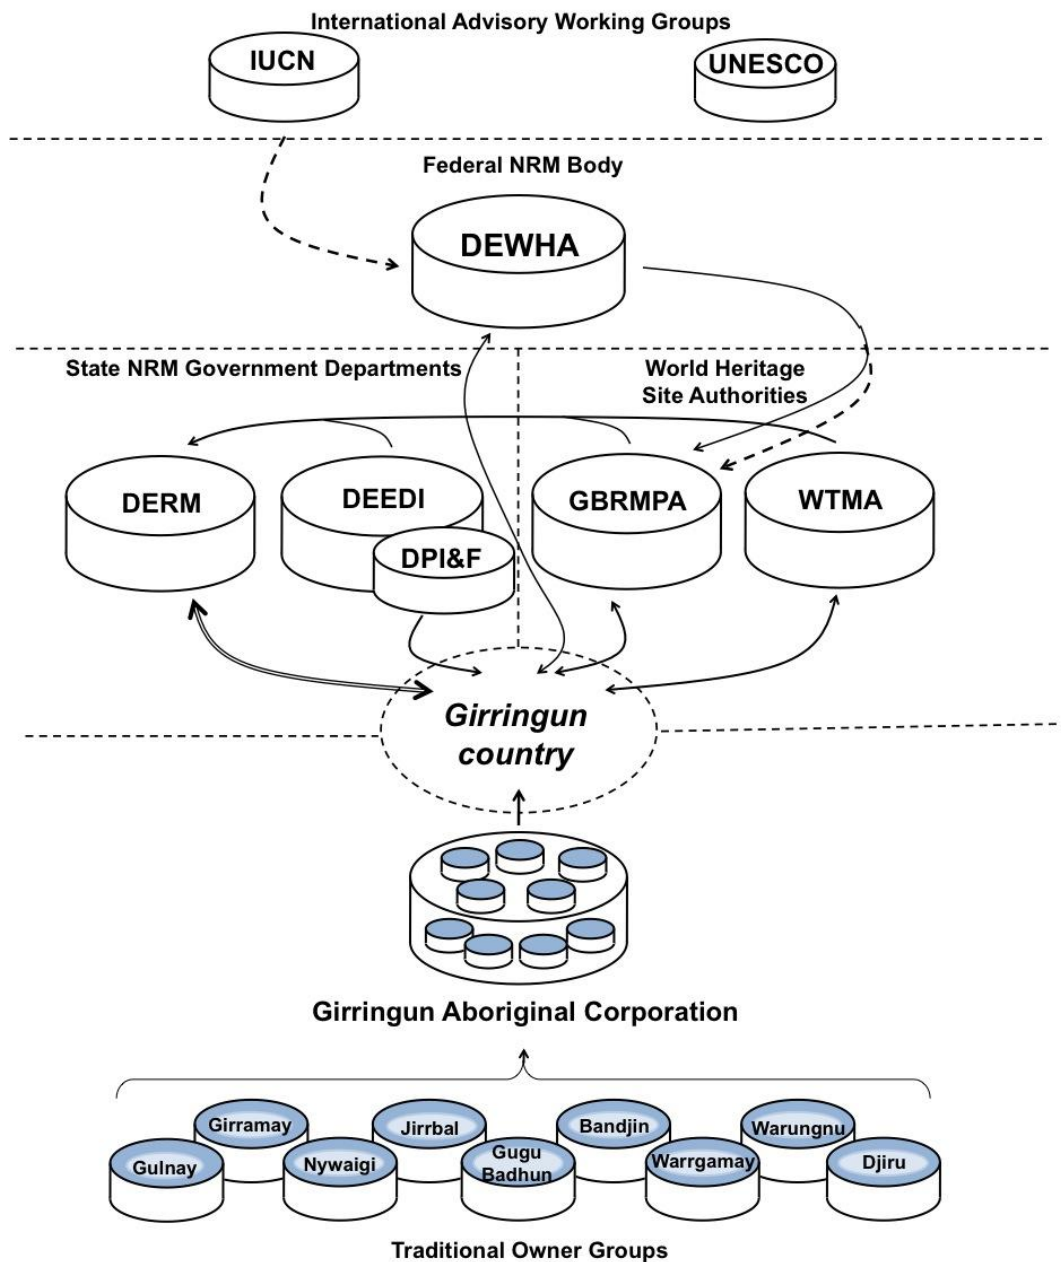 International Advisory Working Groups
IUCN
UNESCO
Federal NRM Body
DEWHA
State NRM Government Departments
World Heritage
Site Authorities
DERM
DEEDI
DPI&F
GBRMPA
WTMA
Girringun
country
Girringun Aboriginal Corporation
Girramay
Jirrbal
Bandjin
Warungnu
Gulnay
Nywaigi
Gugu
Badhun
Warrgamay
Djiru
Traditional Owner Groups